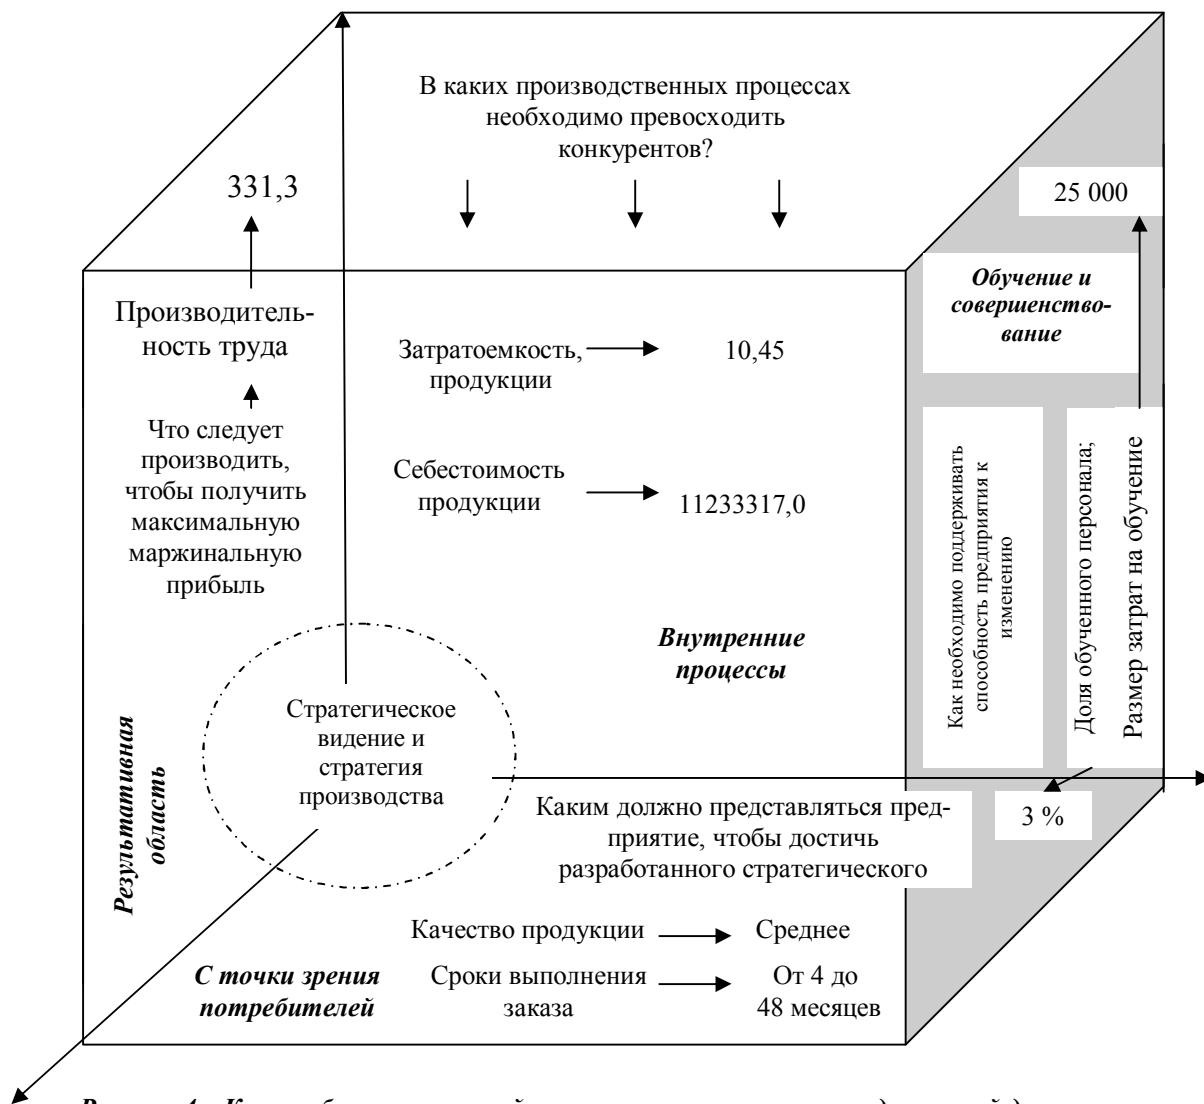 В каких производственных процессах
необходимо превосходить
конкурентов?
331,3
25 000
Производитель-
ность труда
Что следует
производить,
чтобы получить
максимальную
маржинальную
прибыль
Затратоемкость,
продукции
10,45
Себестоимость
продукции
11233317,0
Обучение и
совершенство-
вание
Как необходимо поддерживать
способность предприятия к
изменению
Доля обученного персонала;
Размер затрат на обучение
Внутренние
процессы
Стратегическое
видение и
стратегия
производства
Результативная
область
3 %
Каким должно представляться пред-
приятие, чтобы достичь
разработанного стратегического
Качество продукции
Среднее
С точки зрения
потребителей
Сроки выполнения
заказа
От 4 до
48 месяцев